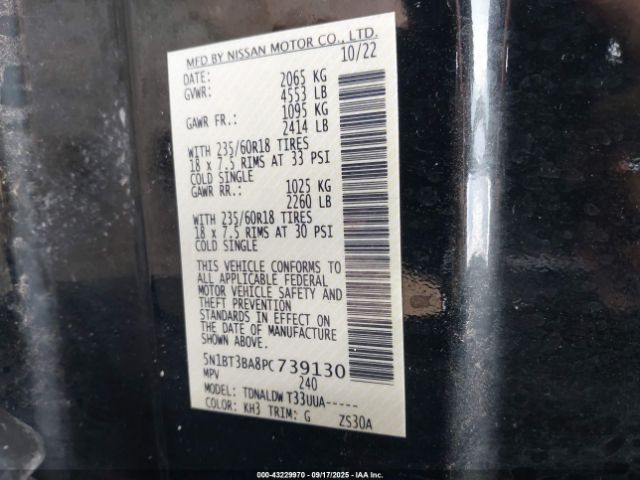 MFD BY NISSAN MOTOR CO., LTD.
DATE: 10/22
GVWR: 2065 KG
4553 LB
GAWR FR.: 1095 KG
2414 LB
WITH 235/60R18 TIRES
18 x 7.5 RIMS AT 33 PSI
COLD SINGLE
GAWR RR.: 1025 KG
2260 LB
WITH 235/60R18 TIRES
18 x 7.5 RIMS AT 30 PSI
COLD SINGLE
THIS VEHICLE CONFORMS TO
ALL APPLICABLE FEDERAL
MOTOR VEHICLE SAFETY AND
THEFT PREVENTION
STANDARDS IN EFFECT ON
THE DATE OF MANUFACTURE
SHOWN ABOVE.
5N1BT3BA8PC739130
MPV 240
MODEL: TDNALDW T33UUA-----
COLOR: KH3 TRIM: G ZS30A
000-43229970 - 09/17/2025 - IAA